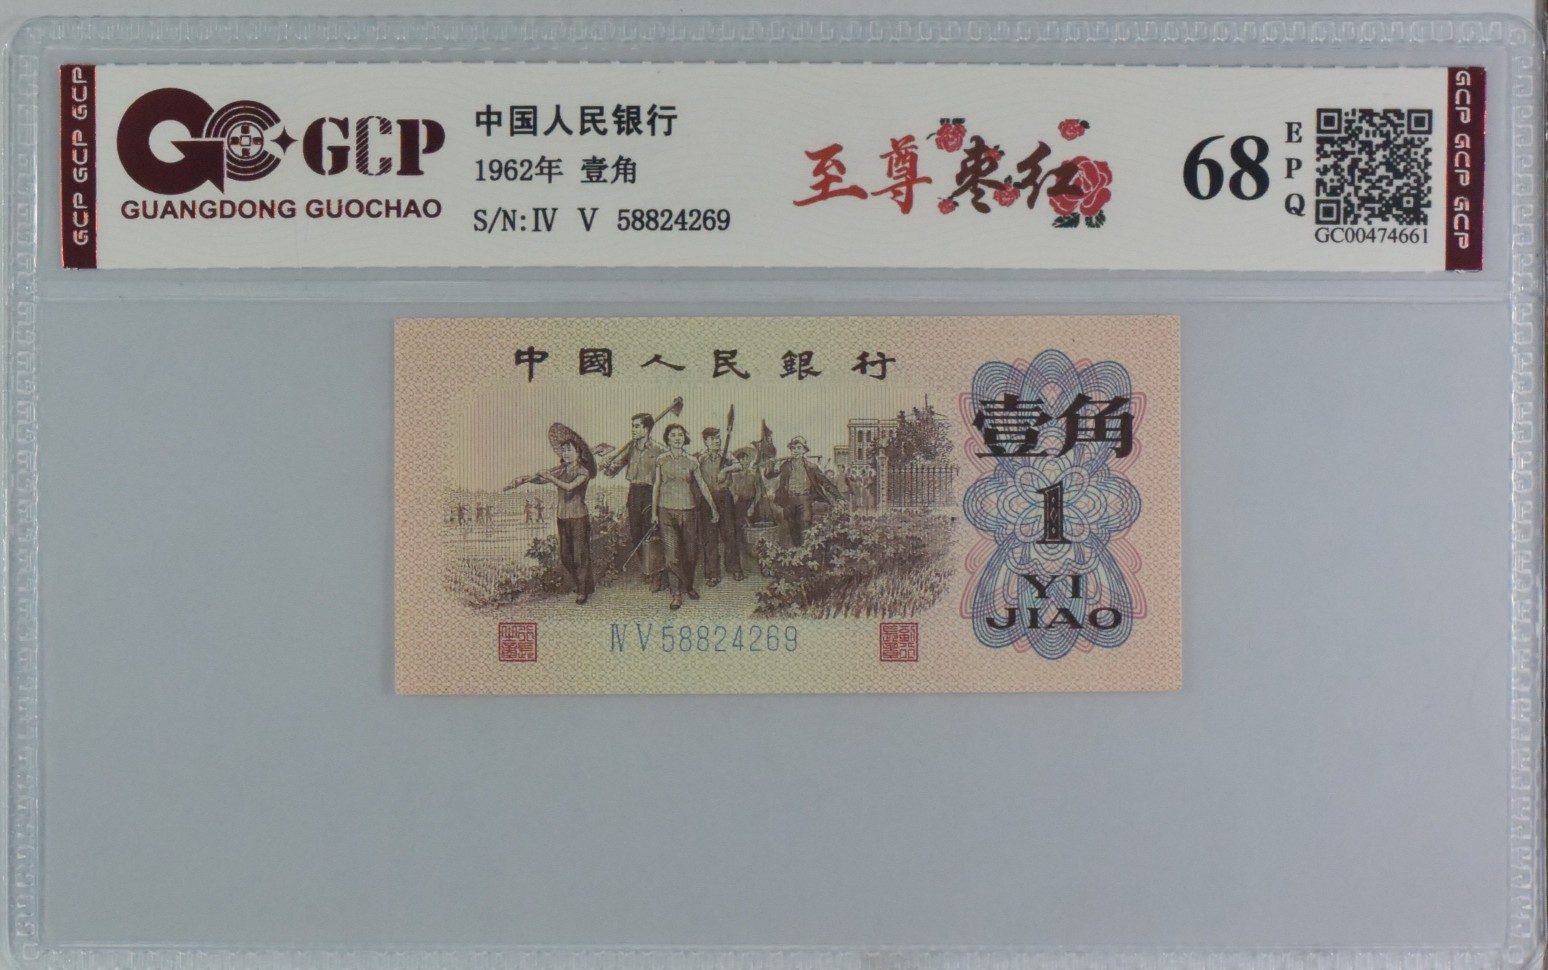 GCP GCP GCP
GCP
GUANGDONG GUOCHAO
中国人民银行
1962年 壹角
S/N:Ⅳ Ⅴ 58824269
至尊枣红
68
EPQ
GC00474661
GCP GCP GCP
中國人民銀行
壹角
1
YI
JIAO
ⅣⅤ58824269